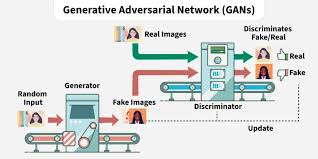 Generative Adversarial Network (GANs)
Real Images
Discriminates
Fake/Real
Real
Fake
Generator
Random
Input
Fake Images
Discriminator
Update